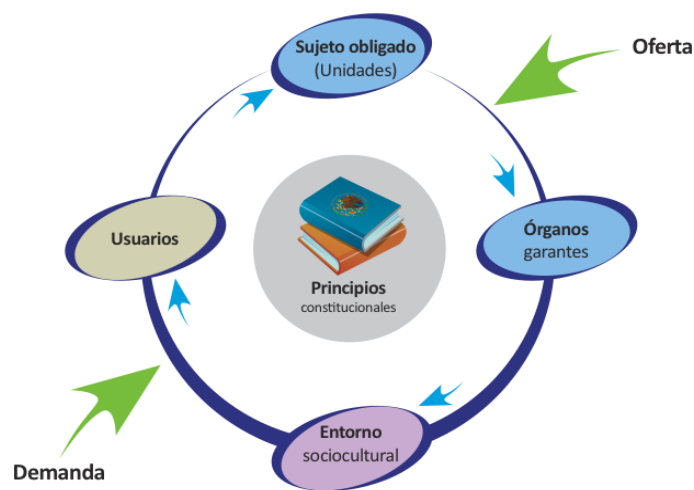 Sujeto obligado
(Unidades)
Oferta
Usuarios
Órganos
garantes
Principios
constitucionales
Entorno
sociocultural
Demanda